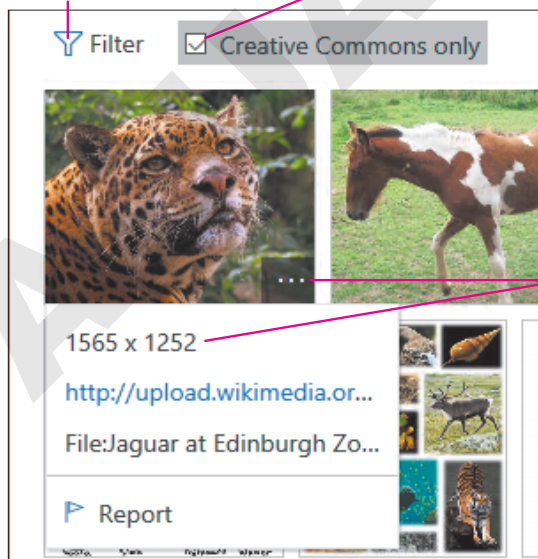 Filter
Creative Commons only
...
1565 x 1252
http://upload.wikimedia.or...
File:Jaguar at Edinburgh Zo...
Report